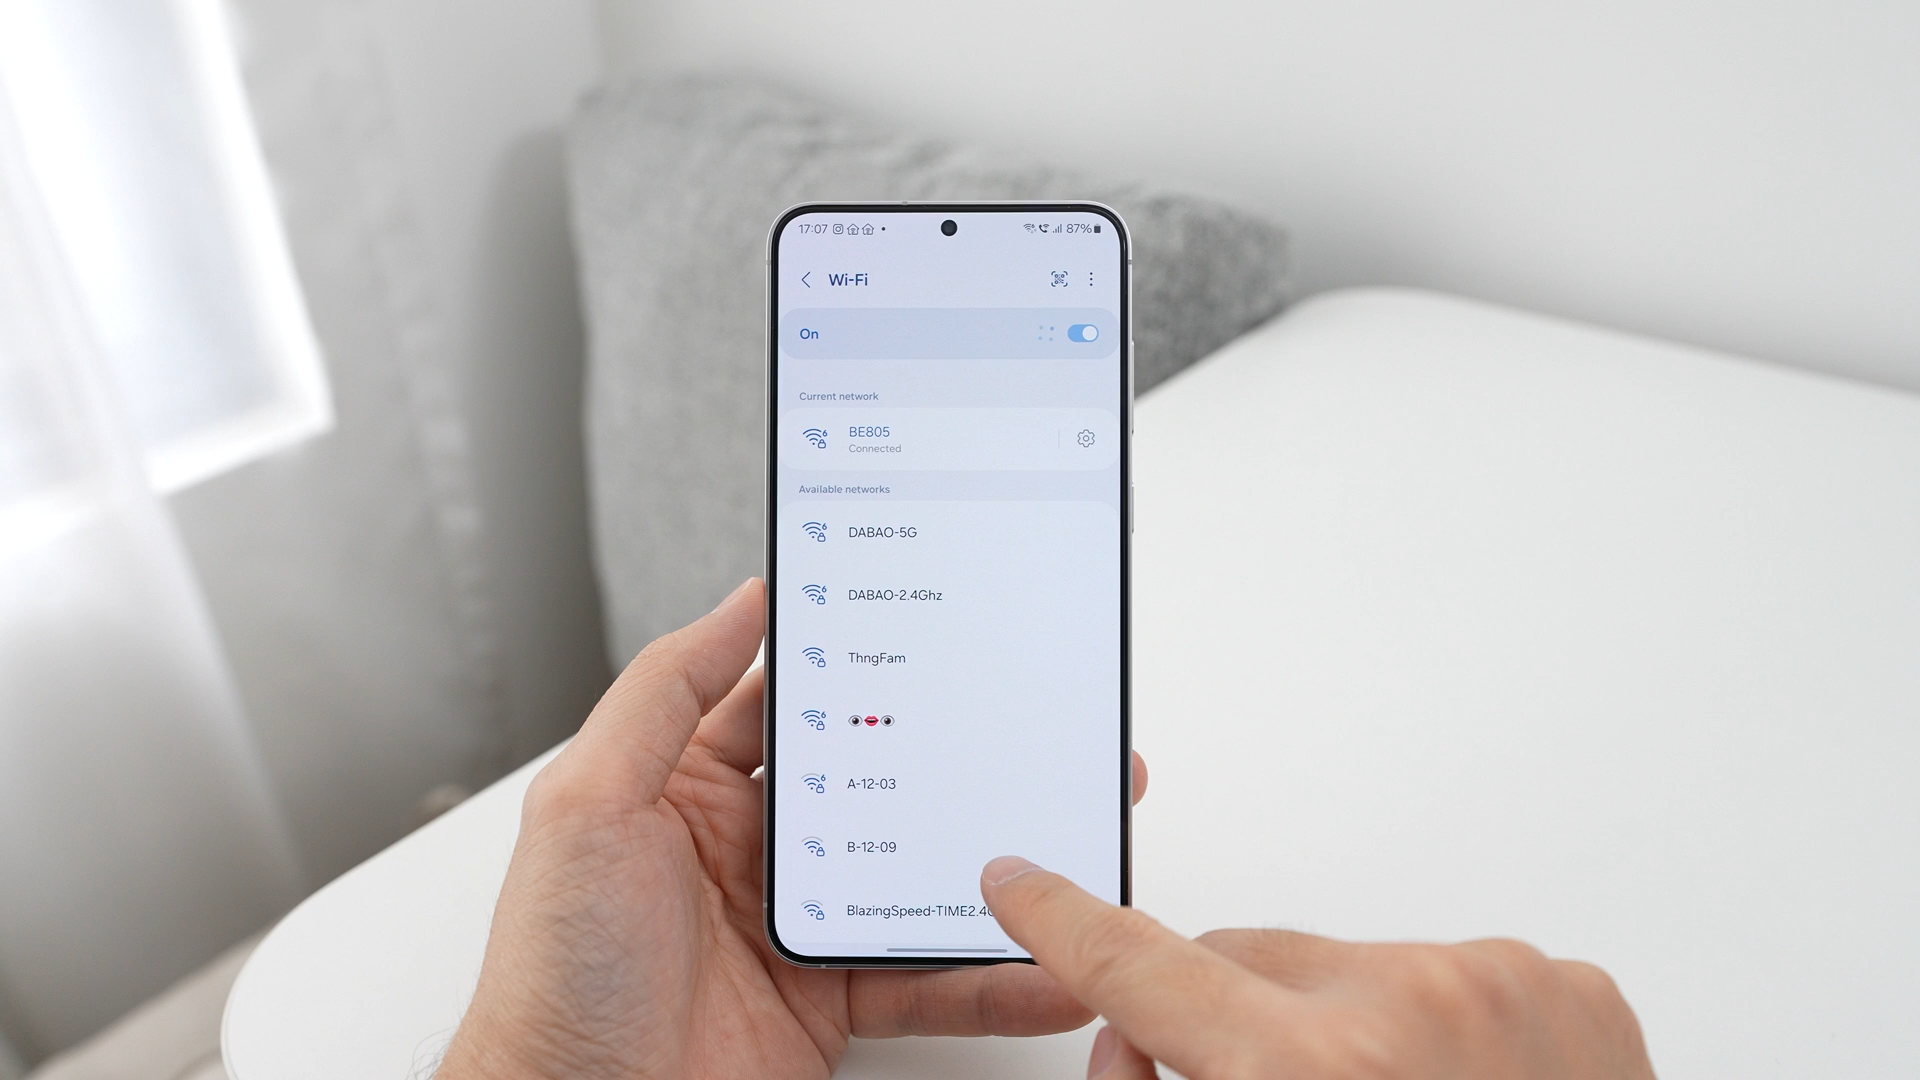 17:07 87%
Wi-Fi
On
Current network
BE805
Connected
Available networks
DABAO-5G
DABAO-2.4Ghz
ThngFam
👁️👄👁️
A-12-03
B-12-09
BlazingSpeed-TIME2.4G